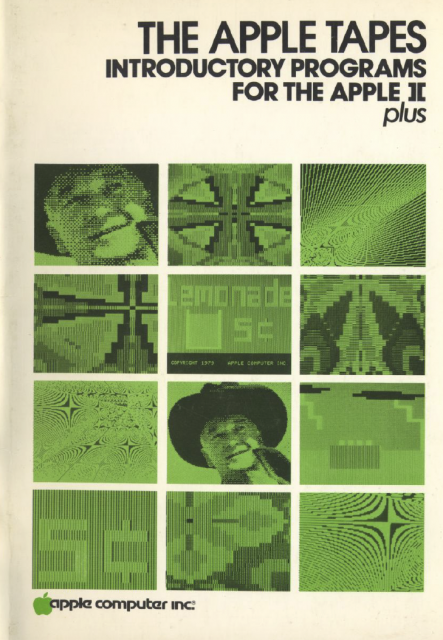 THE APPLE TAPES
INTRODUCTORY PROGRAMS
FOR THE APPLE ][
plus
Lemonade
5¢
COPYRIGHT 1979 APPLE COMPUTER INC.
5¢
apple computer inc.